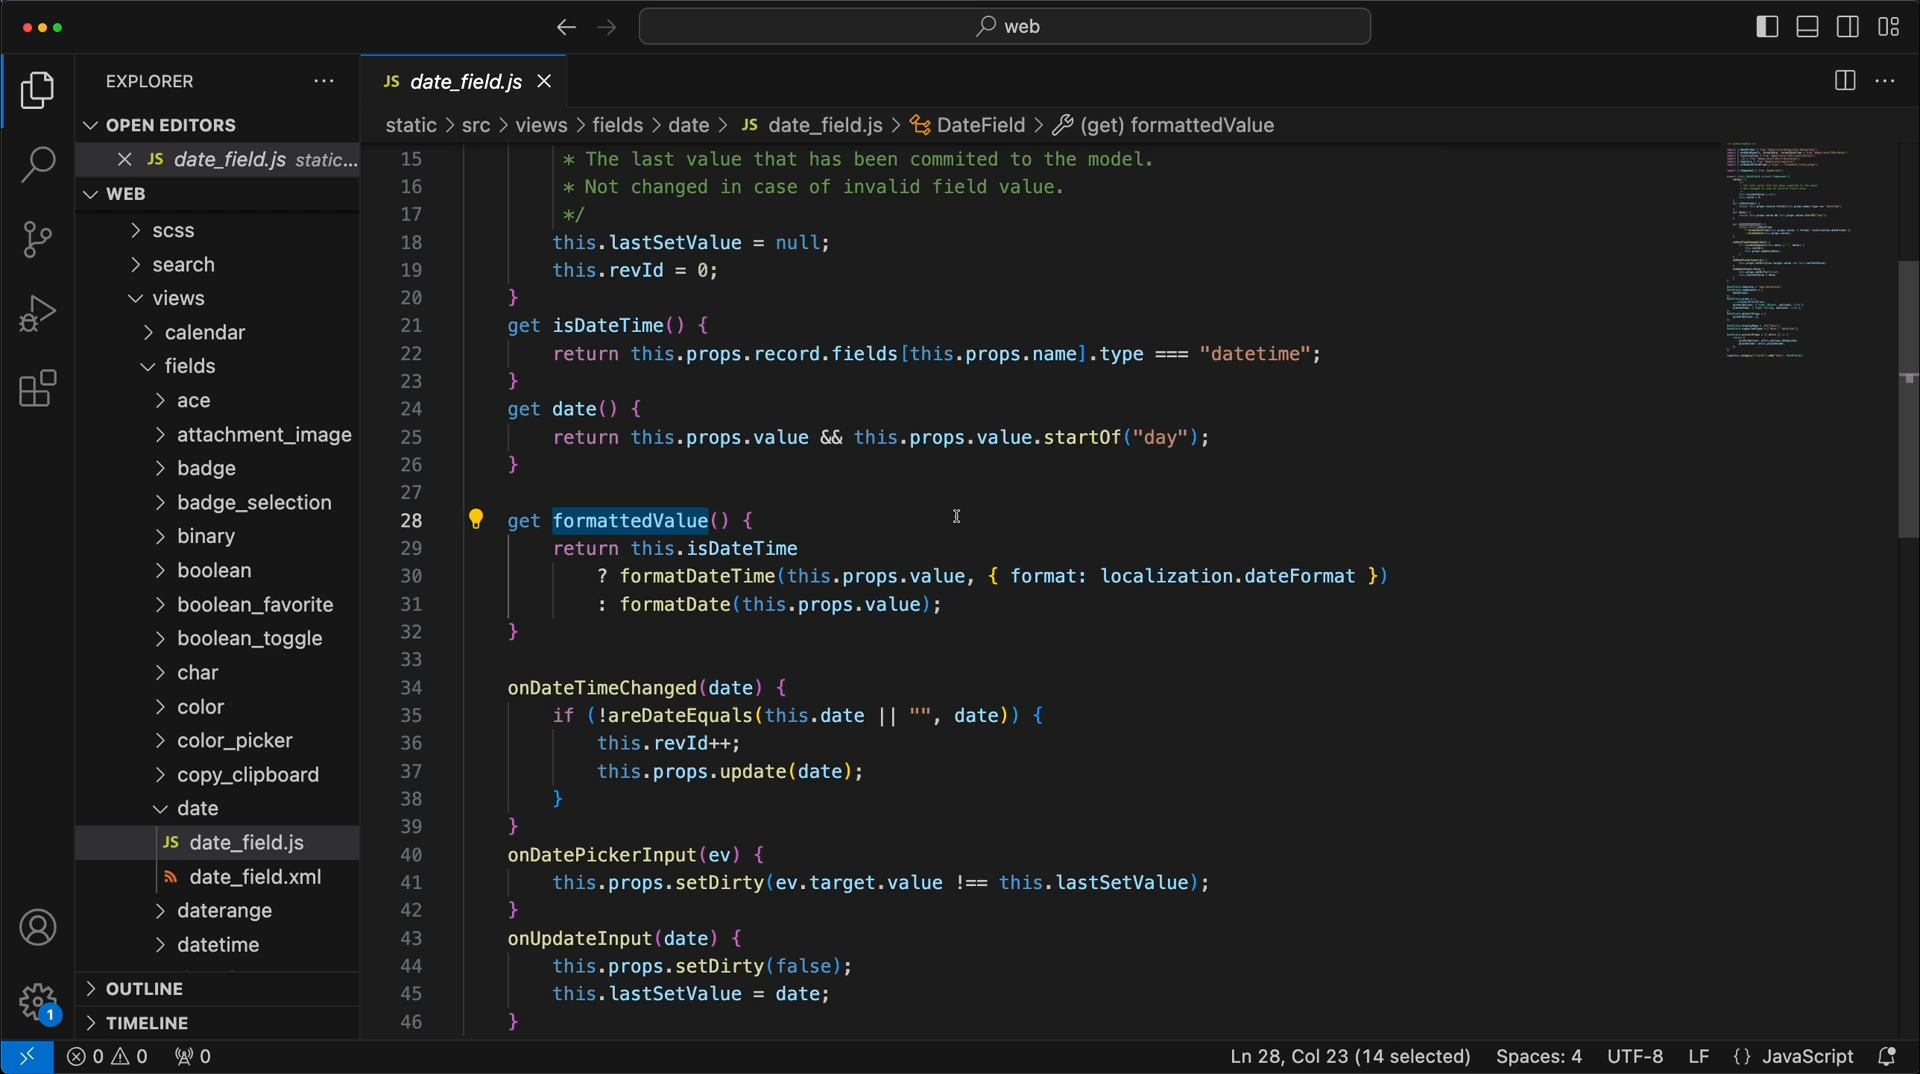 web
EXPLORER
OPEN EDITORS
JS date_field.js static...
WEB
scss
search
views
calendar
fields
ace
attachment_image
badge
badge_selection
binary
boolean
boolean_favorite
boolean_toggle
char
color
color_picker
copy_clipboard
date
JS date_field.js
date_field.xml
daterange
datetime
OUTLINE
TIMELINE
1
JS date_field.js
static > src > views > fields > date > JS date_field.js > DateField > (get) formattedValue
15 * The last value that has been commited to the model.
16 * Not changed in case of invalid field value.
17 */
18 this.lastSetValue = null;
19 this.revId = 0;
20 }
21 get isDateTime() {
22 return this.props.record.fields[this.props.name].type === "datetime";
23 }
24 get date() {
25 return this.props.value && this.props.value.startOf("day");
26 }
27
28 get formattedValue() {
29 return this.isDateTime
30 ? formatDateTime(this.props.value, { format: localization.dateFormat })
31 : formatDate(this.props.value);
32 }
33
34 onDateTimeChanged(date) {
35 if (!areDateEquals(this.date || "", date)) {
36 this.revId++;
37 this.props.update(date);
38 }
39 }
40 onDatePickerInput(ev) {
41 this.props.setDirty(ev.target.value !== this.lastSetValue);
42 }
43 onUpdateInput(date) {
44 this.props.setDirty(false);
45 this.lastSetValue = date;
46 }
0 0 0 Ln 28, Col 23 (14 selected) Spaces: 4 UTF-8 LF {} JavaScript